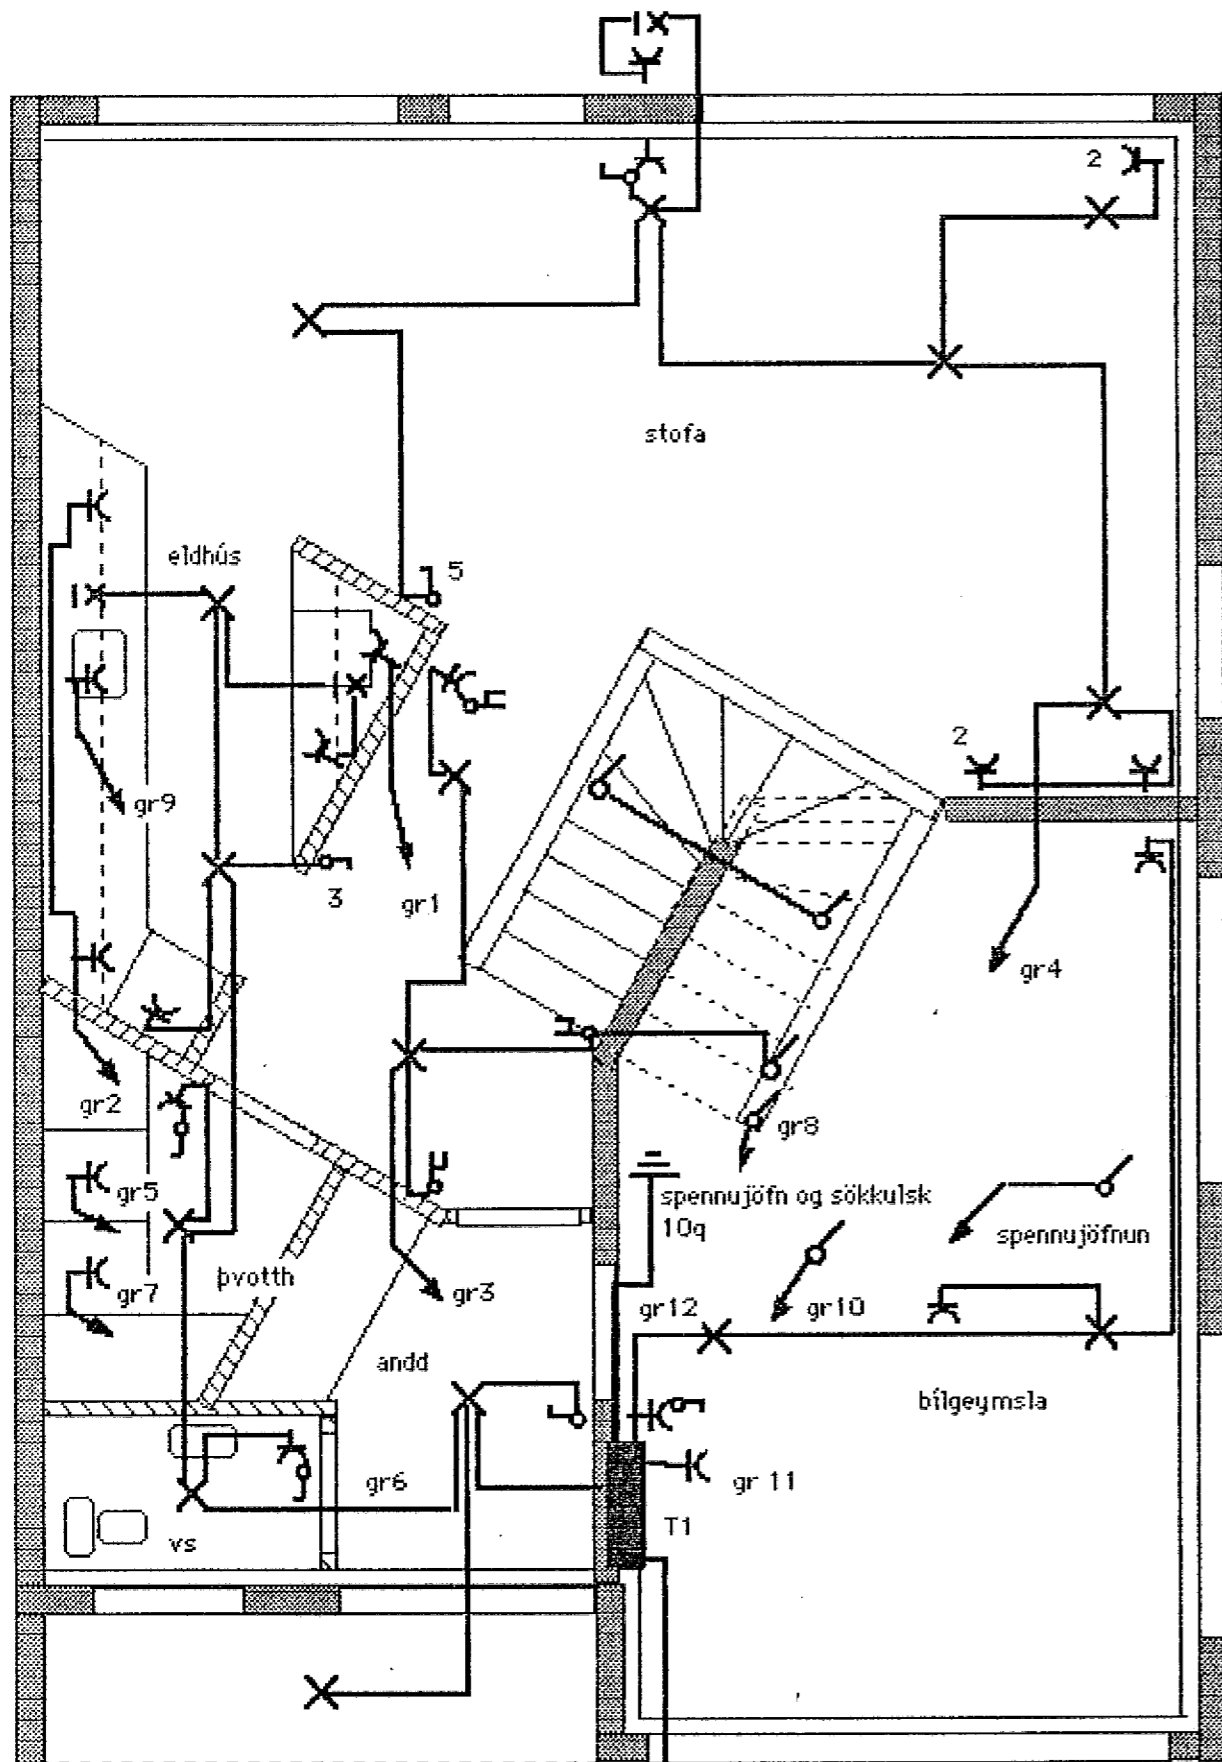 2
stofa
eldhús
5
2
gr9
3
gr1
gr4
gr2
gr8
gr5
spennujöfn og sökkulsk
10q
spennujöfnun
gr7
þvotth
gr3
gr12
gr10
andd
bílgeymsla
gr6
gr 11
T1
vs